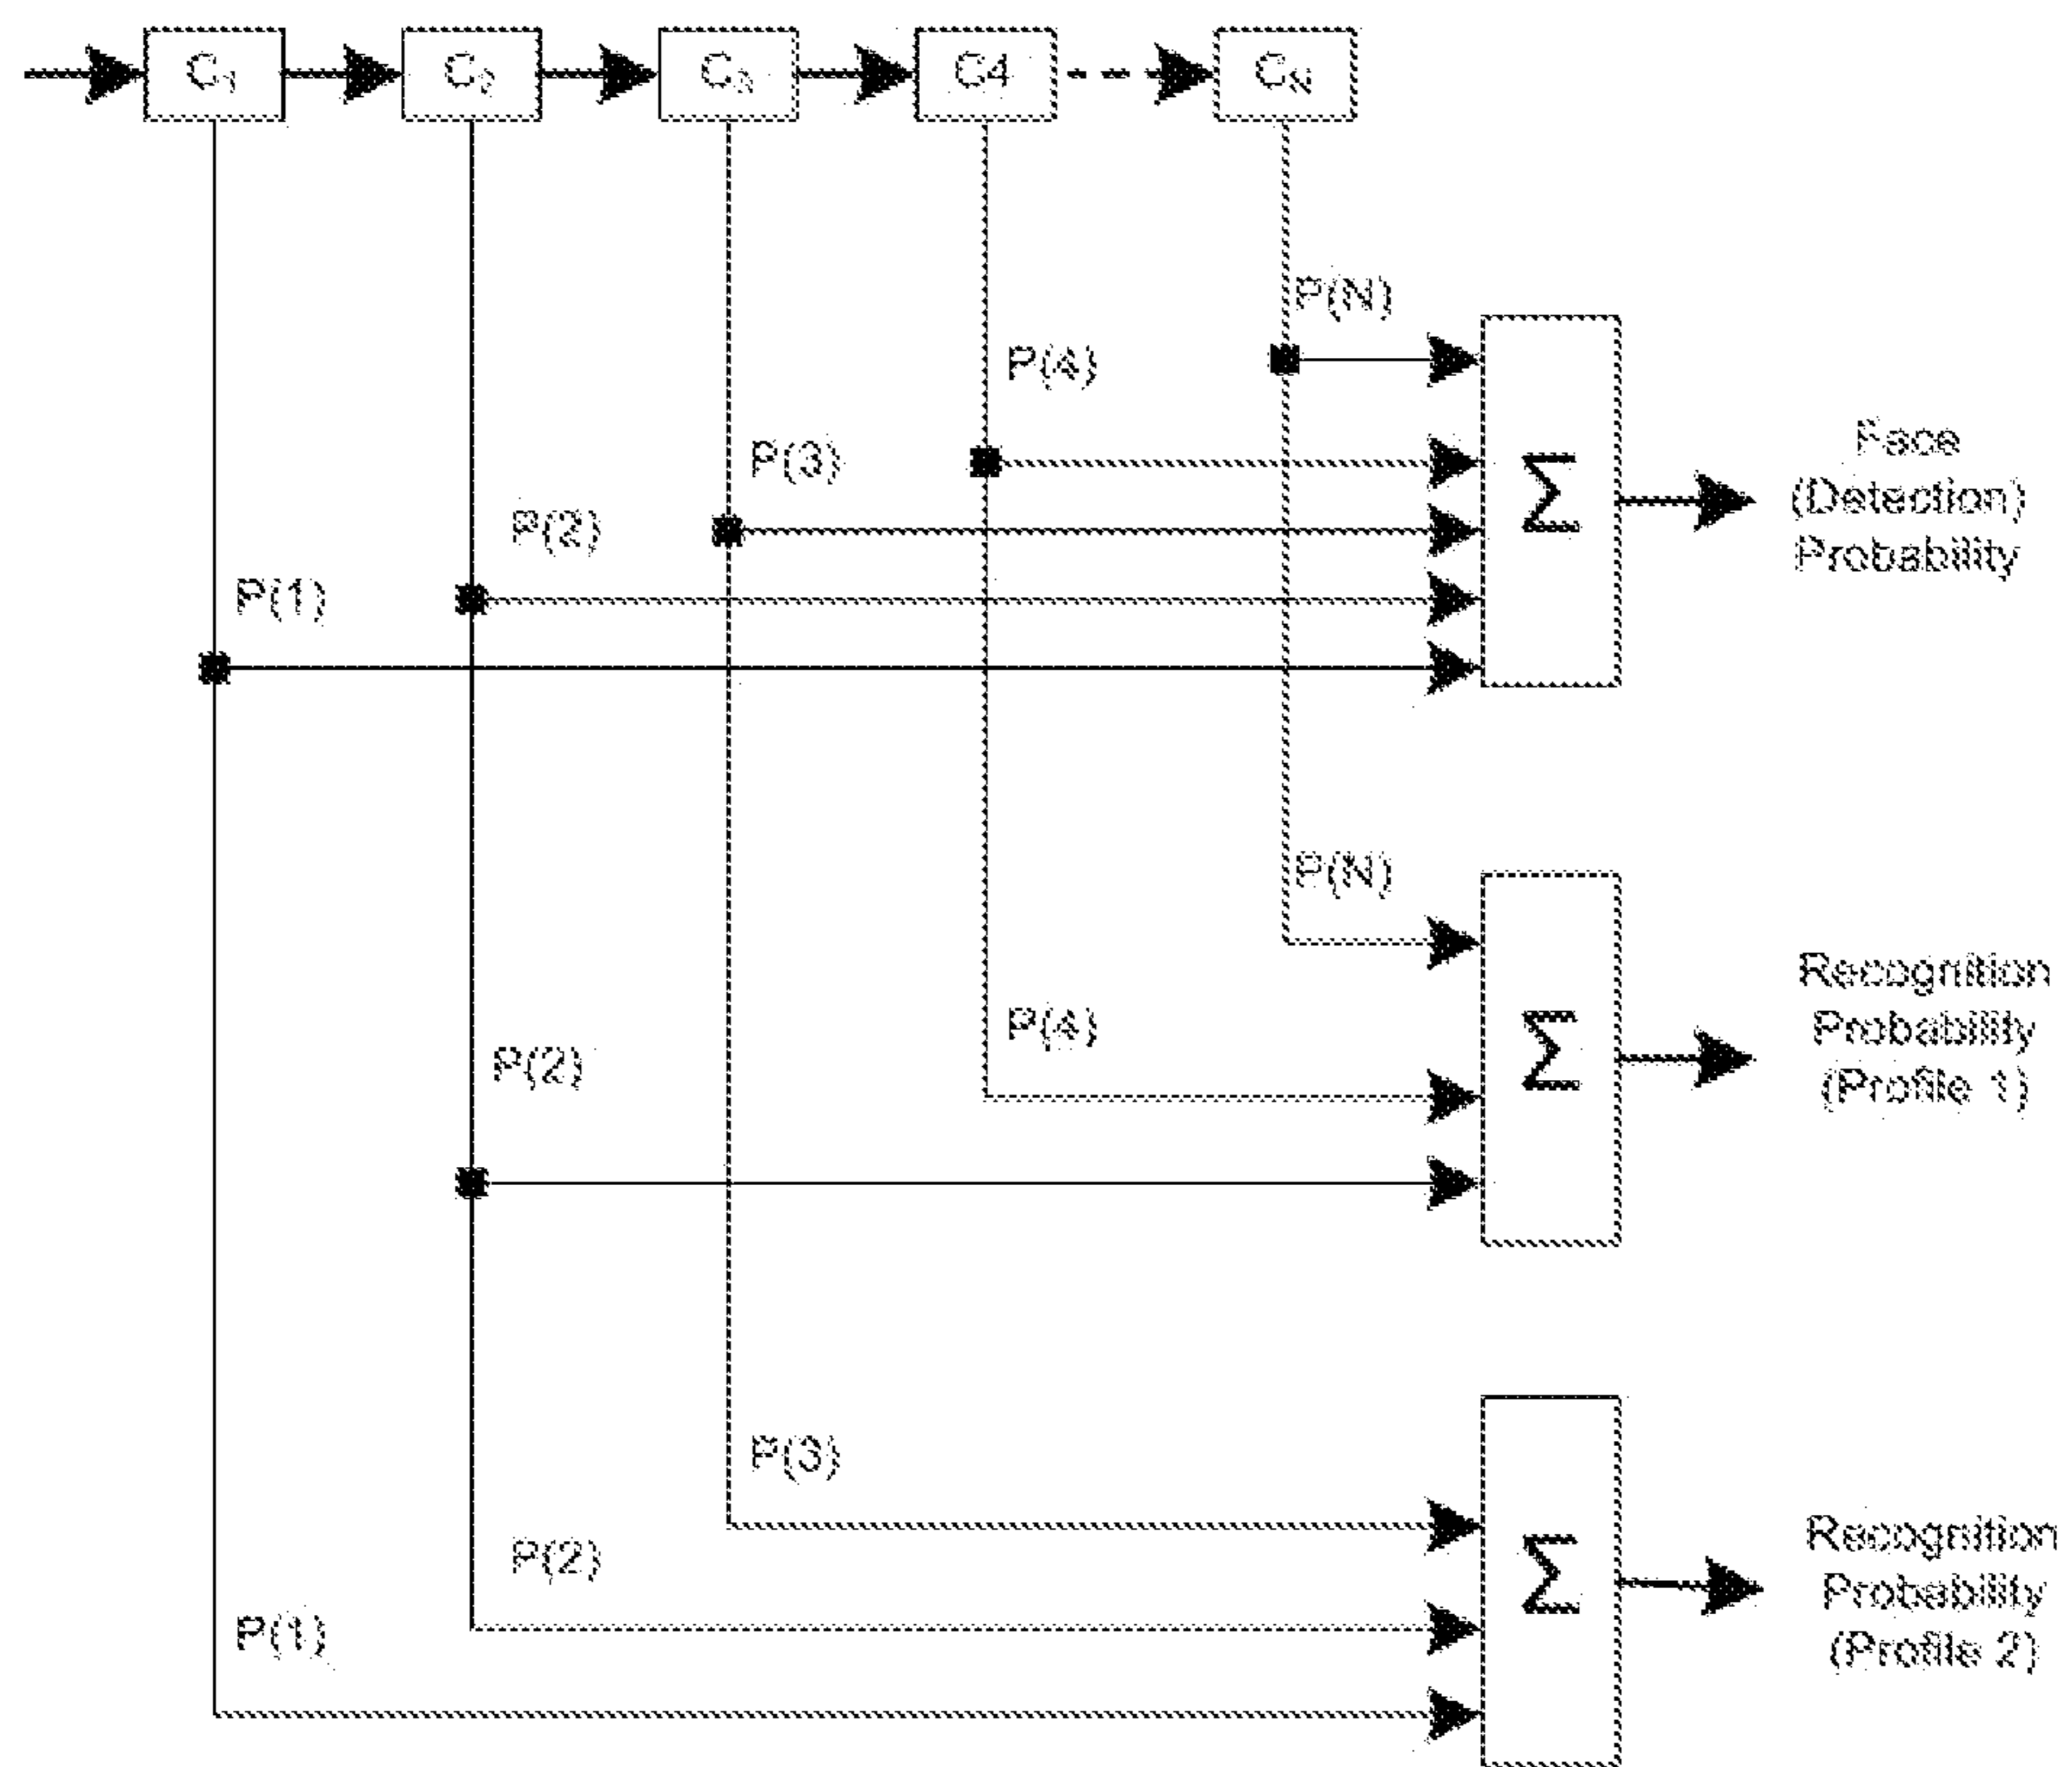 C₁ C₂ C₃ C4 C_N
P(N)
P(4)
P(3)
P(2)
P(1)
Σ
Face
(Detection)
Probability
P(N)
P(4)
P(2)
Σ
Recognition
Probability
(Profile 1)
P(3)
P(2)
P(1)
Σ
Recognition
Probability
(Profile 2)